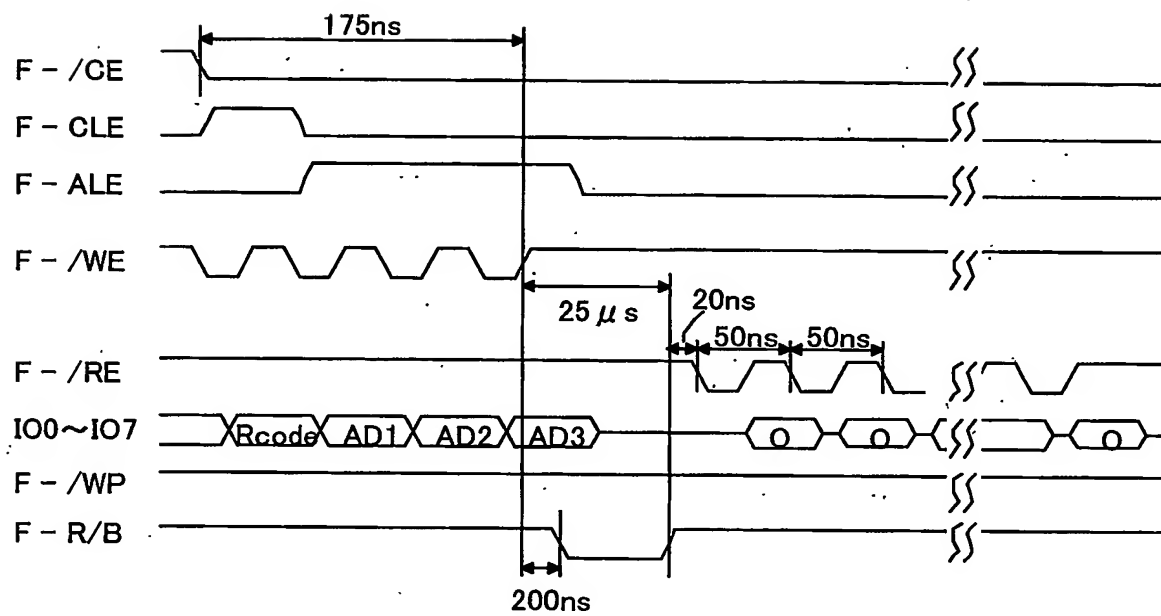 175ns
F - /CE
F - CLE
F - ALE
F - /WE
25 μ s
20ns
50ns 50ns
F - /RE
IO0～IO7 Rcode AD1 AD2 AD3 O O O
F - /WP
F - R/B
200ns